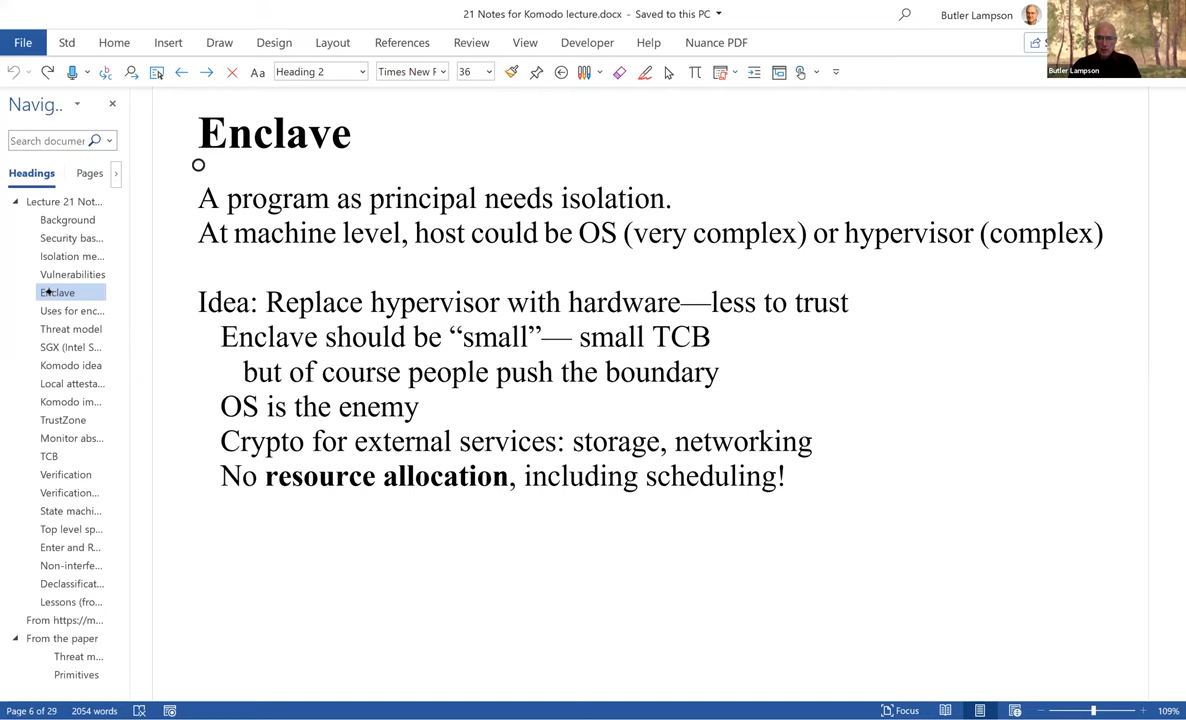 21 Notes for Komodo lecture.docx - Saved to this PC
Butler Lampson
File Std Home Insert Draw Design Layout References Review View Developer Help Nuance PDF
Aa Heading 2 Times New F 36
Butler Lampson
Navig..
Search documer
Headings Pages
Lecture 21 Not...
Background
Security bas...
Isolation me...
Vulnerabilities
Enclave
Uses for enc...
Threat model
SGX (Intel S...
Komodo idea
Local attesta...
Komodo im...
TrustZone
Monitor abs...
TCB
Verification
Verification...
State machi...
Top level sp...
Enter and R...
Non-interfe...
Declassificat...
Lessons (fro...
From https://m...
From the paper
Threat m...
Primitives
Enclave
A program as principal needs isolation.
At machine level, host could be OS (very complex) or hypervisor (complex)
Idea: Replace hypervisor with hardware—less to trust
Enclave should be “small”— small TCB
but of course people push the boundary
OS is the enemy
Crypto for external services: storage, networking
No resource allocation, including scheduling!
Page 6 of 29 2054 words Focus 109%